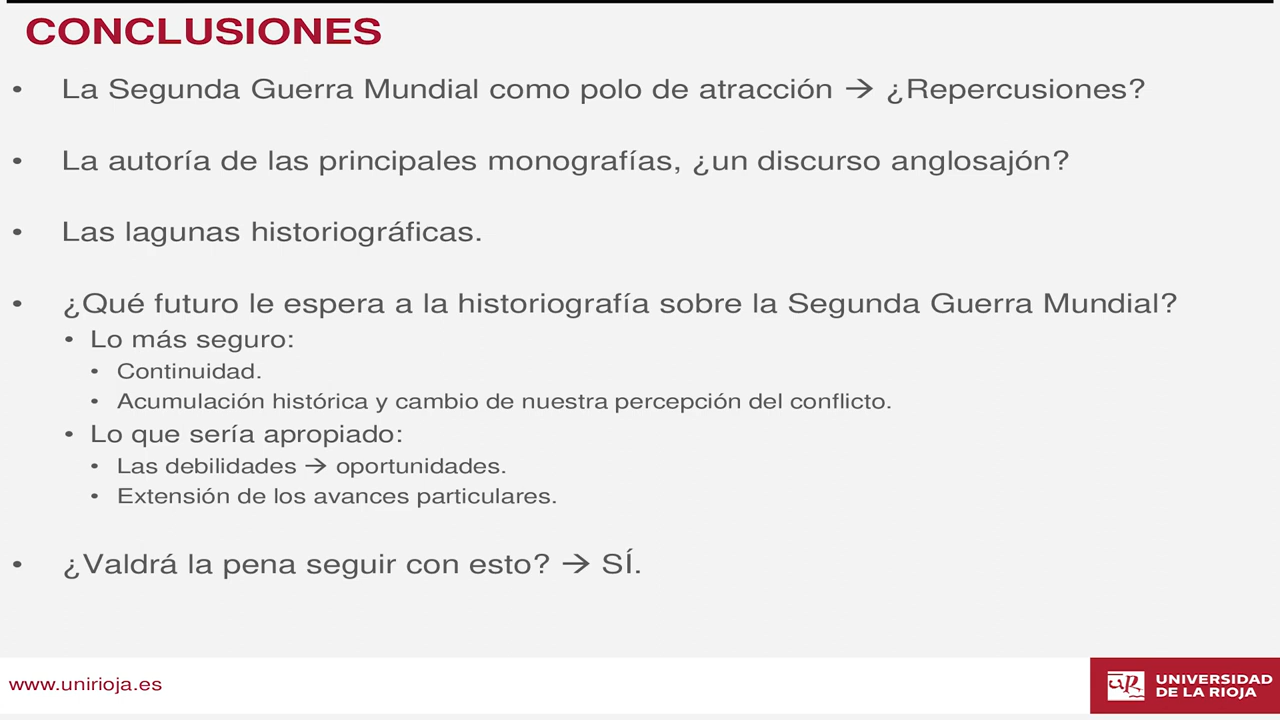 CONCLUSIONES
• La Segunda Guerra Mundial como polo de atracción → ¿Repercusiones?
• La autoría de las principales monografías, ¿un discurso anglosajón?
• Las lagunas historiográficas.
• ¿Qué futuro le espera a la historiografía sobre la Segunda Guerra Mundial?
• Lo más seguro:
• Continuidad.
• Acumulación histórica y cambio de nuestra percepción del conflicto.
• Lo que sería apropiado:
• Las debilidades → oportunidades.
• Extensión de los avances particulares.
• ¿Valdrá la pena seguir con esto? → SÍ.
www.unirioja.es
UNIVERSIDAD
DE LA RIOJA